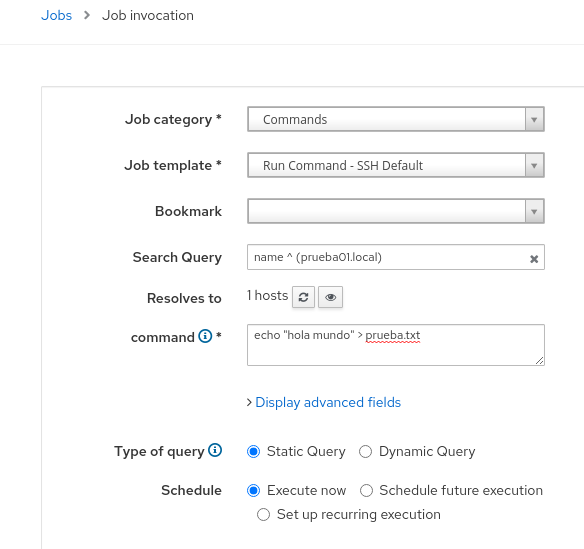 Jobs > Job invocation
Job category * Commands
Job template * Run Command - SSH Default
Bookmark
Search Query name ^ (prueba01.local)
Resolves to 1 hosts
command * echo "hola mundo" > prueba.txt
> Display advanced fields
Type of query Static Query Dynamic Query
Schedule Execute now Schedule future execution
Set up recurring execution